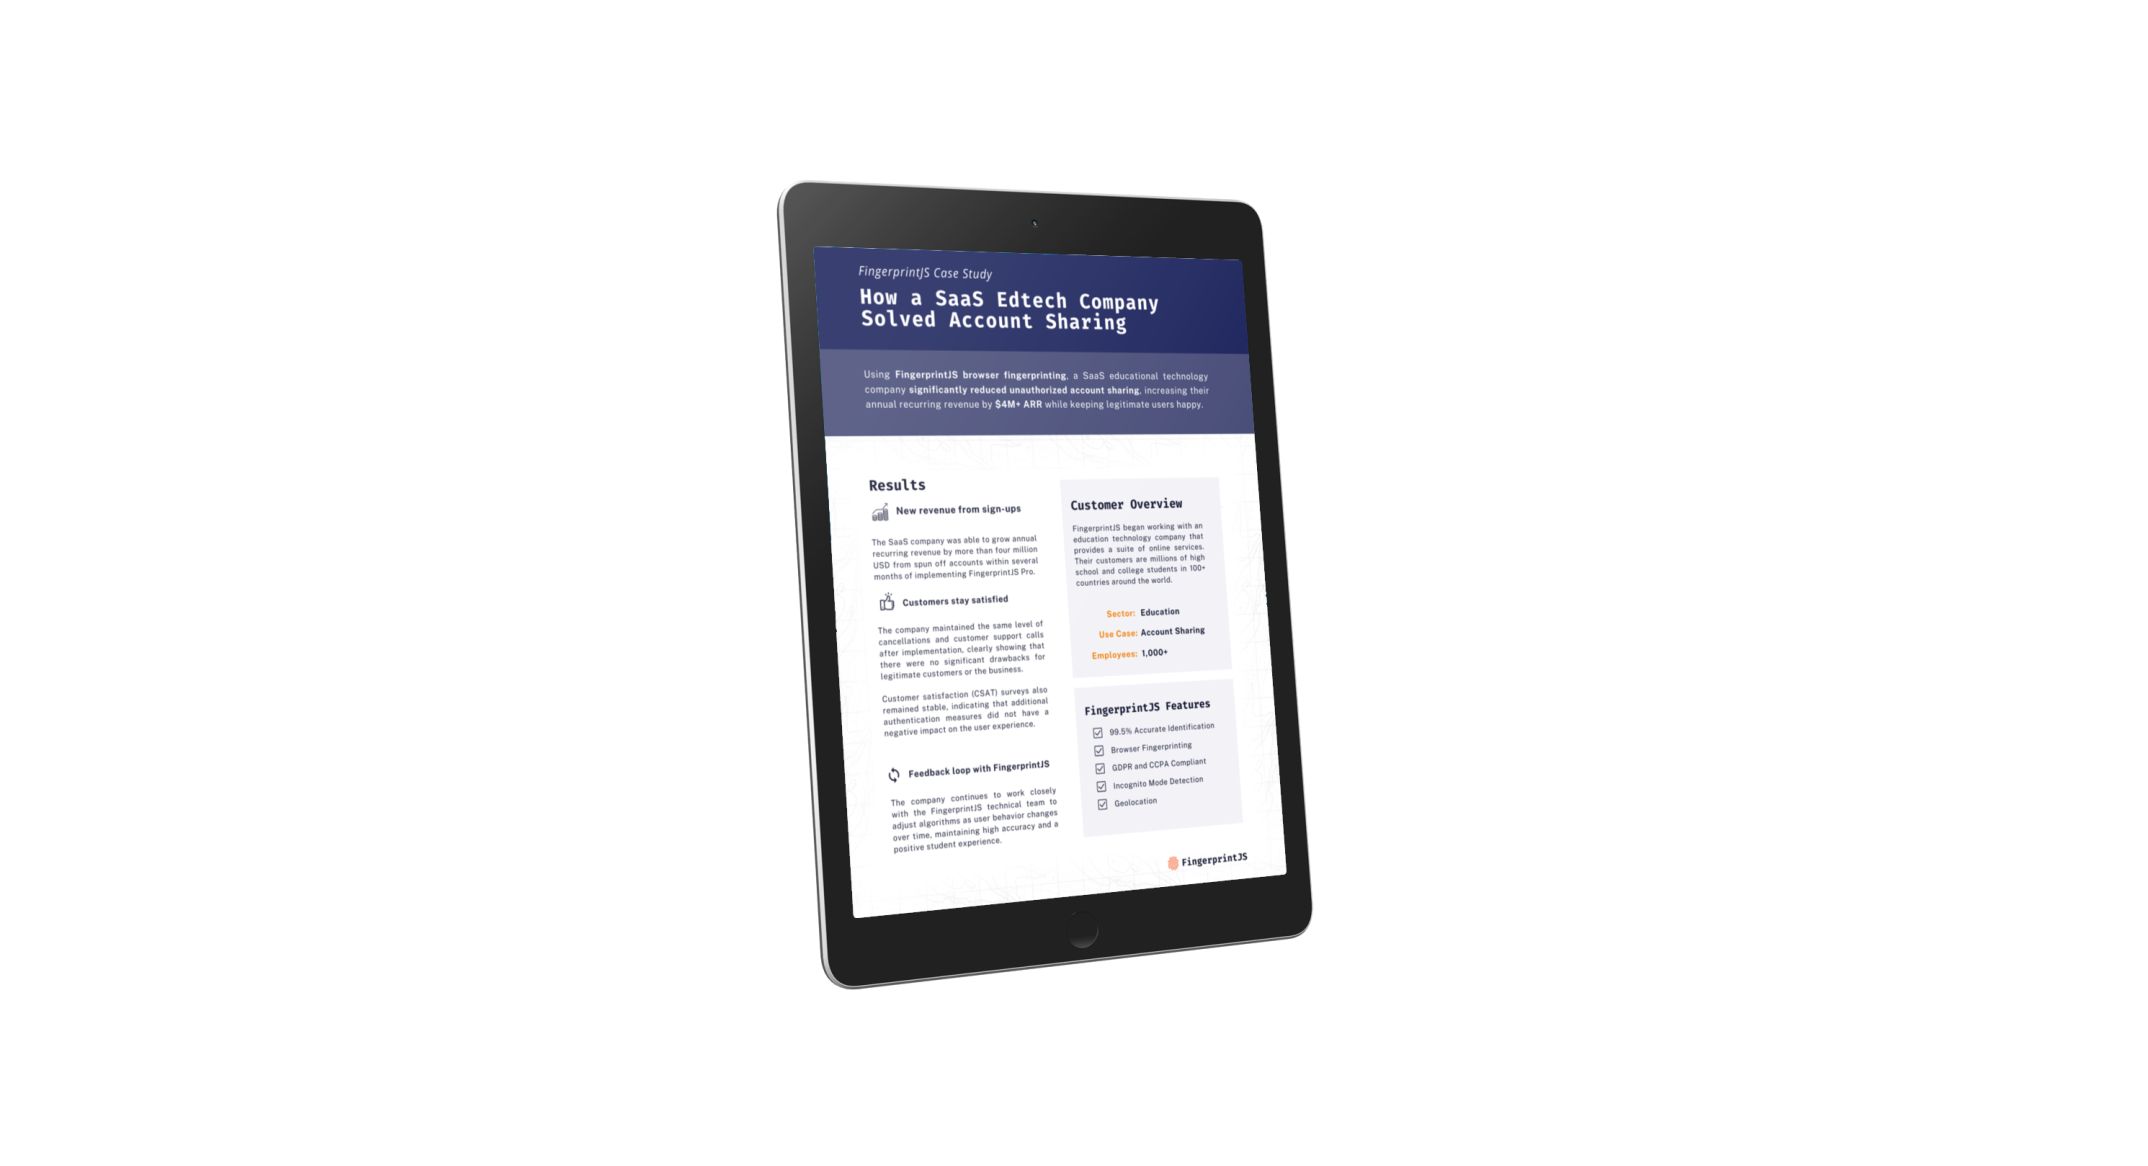 FingerprintJS Case Study
How a SaaS Edtech Company
Solved Account Sharing
Using FingerprintJS browser fingerprinting, a SaaS educational technology
company significantly reduced unauthorized account sharing, increasing their
annual recurring revenue by $4M+ ARR while keeping legitimate users happy.
Results
New revenue from sign-ups
The SaaS company was able to grow annual
recurring revenue by more than four million
USD from spun off accounts within several
months of implementing FingerprintJS Pro.
Customers stay satisfied
The company maintained the same level of
cancellations and customer support calls
after implementation, clearly showing that
there were no significant drawbacks for
legitimate customers or the business.
Customer satisfaction (CSAT) surveys also
remained stable, indicating that additional
authentication measures did not have a
negative impact on the user experience.
Feedback loop with FingerprintJS
The company continues to work closely
with the FingerprintJS technical team to
adjust algorithms as user behavior changes
over time, maintaining high accuracy and a
positive student experience.
Customer Overview
FingerprintJS began working with an
education technology company that
provides a suite of online services.
Their customers are millions of high
school and college students in 100+
countries around the world.
Sector: Education
Use Case: Account Sharing
Employees: 1,000+
FingerprintJS Features
99.5% Accurate Identification
Browser Fingerprinting
GDPR and CCPA Compliant
Incognito Mode Detection
Geolocation
FingerprintJS